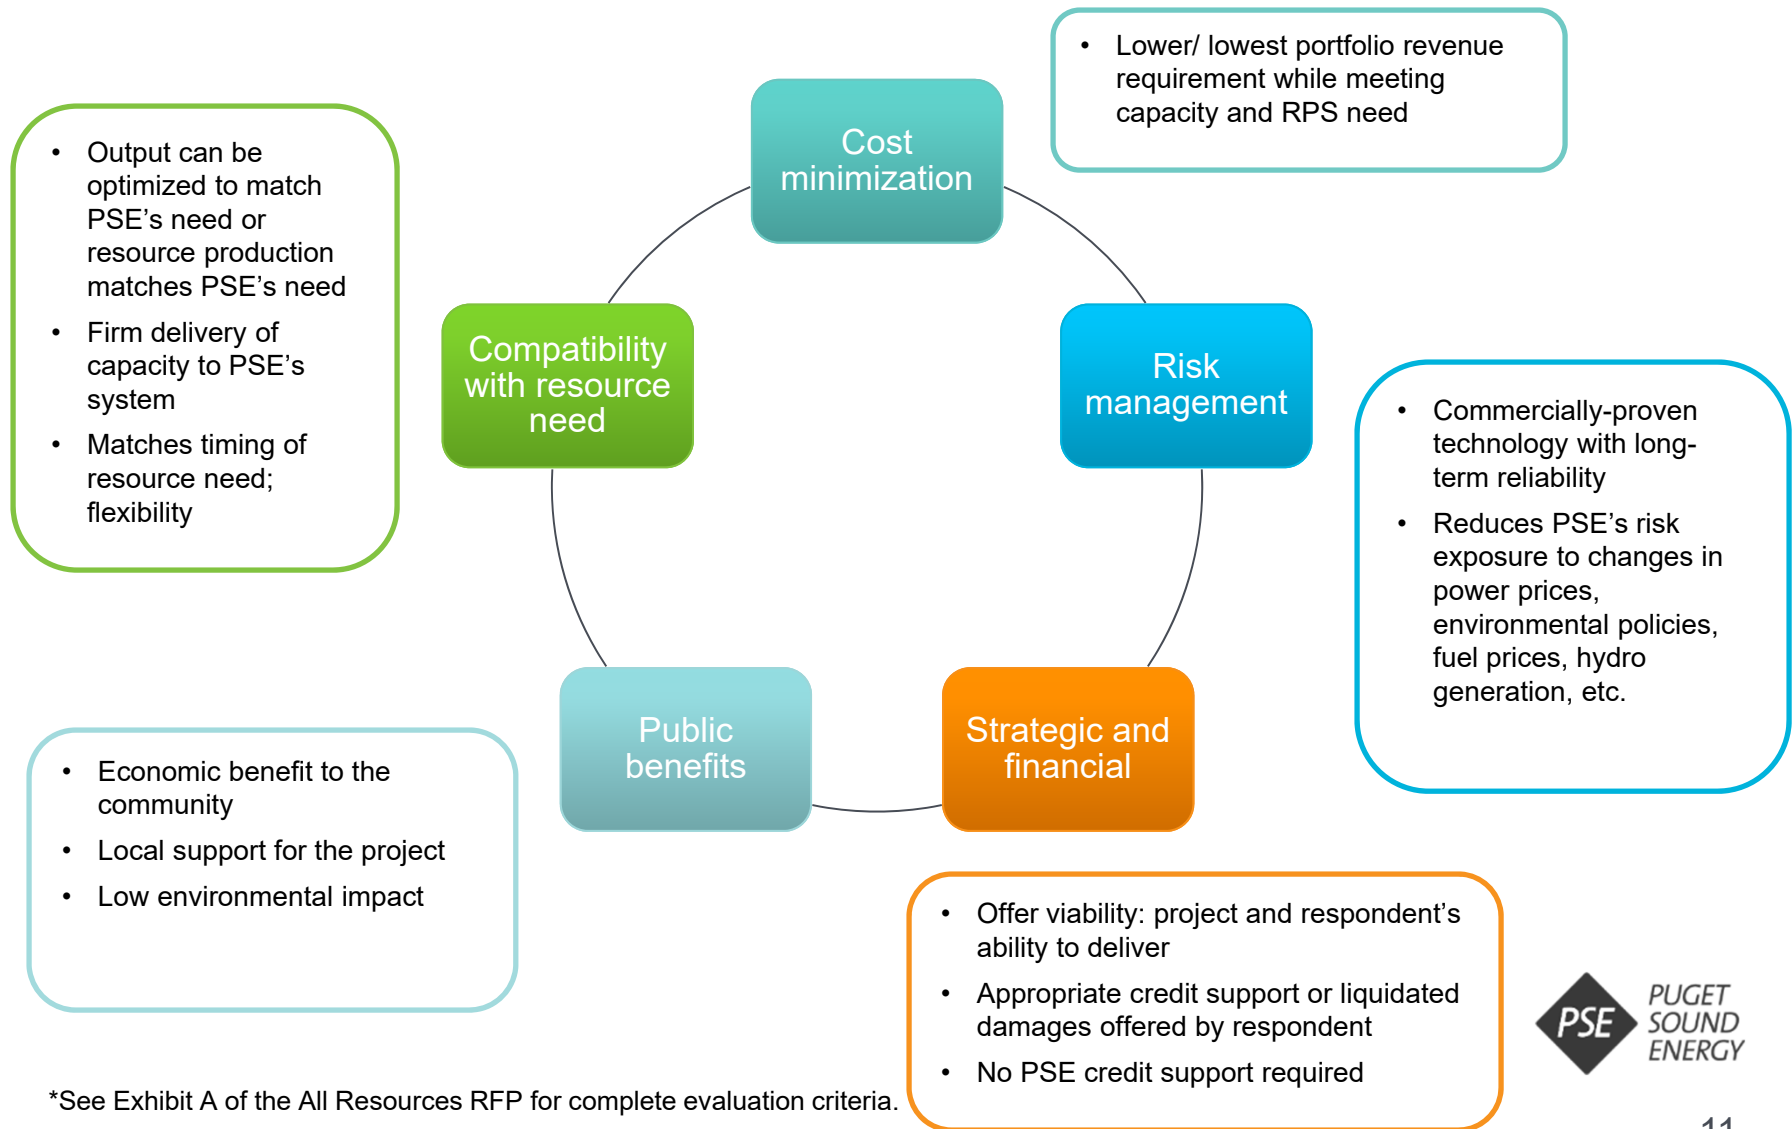 • Lower/ lowest portfolio revenue
requirement while meeting
capacity and RPS need
Cost
minimization
• Output can be
optimized to match
PSE’s need or
resource production
matches PSE’s need
• Firm delivery of
capacity to PSE’s
system
• Matches timing of
resource need;
flexibility
Compatibility
with resource
need
Risk
management
• Commercially-proven
technology with long-
term reliability
• Reduces PSE’s risk
exposure to changes in
power prices,
environmental policies,
fuel prices, hydro
generation, etc.
Public
benefits
Strategic and
financial
• Economic benefit to the
community
• Local support for the project
• Low environmental impact
• Offer viability: project and respondent’s
ability to deliver
• Appropriate credit support or liquidated
damages offered by respondent
• No PSE credit support required
PSE
PUGET
SOUND
ENERGY
*See Exhibit A of the All Resources RFP for complete evaluation criteria.
11